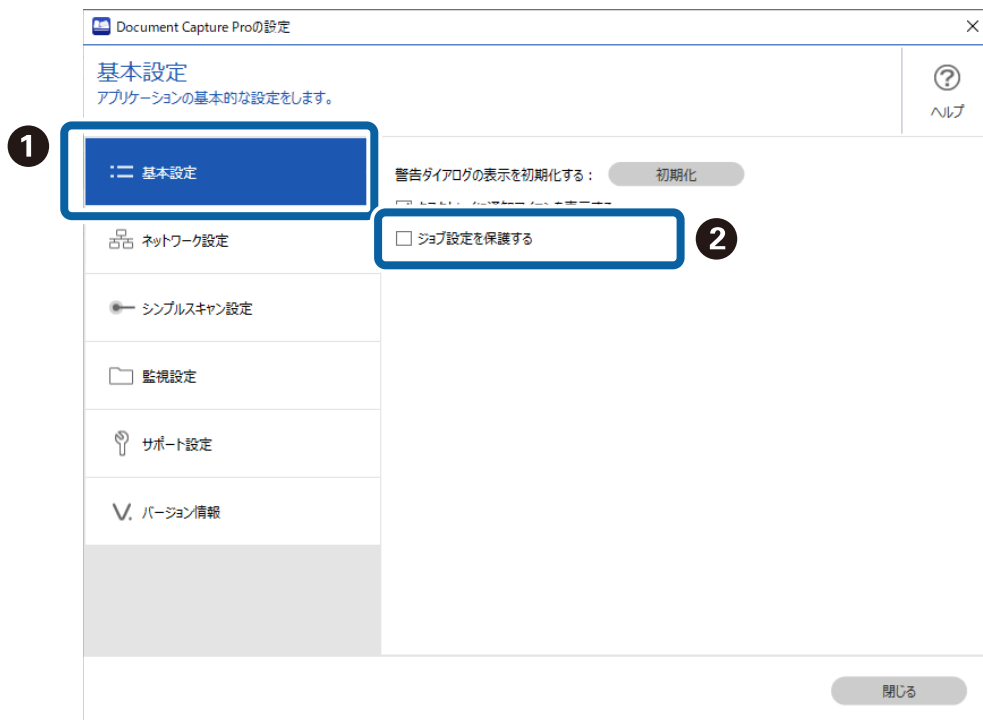 Document Capture Proの設定
基本設定
アプリケーションの基本的な設定をします。
ヘルプ
1
基本設定
警告ダイアログの表示を初期化する： 初期化
ネットワーク設定
ジョブ設定を保護する
2
シンプルスキャン設定
監視設定
サポート設定
バージョン情報
閉じる